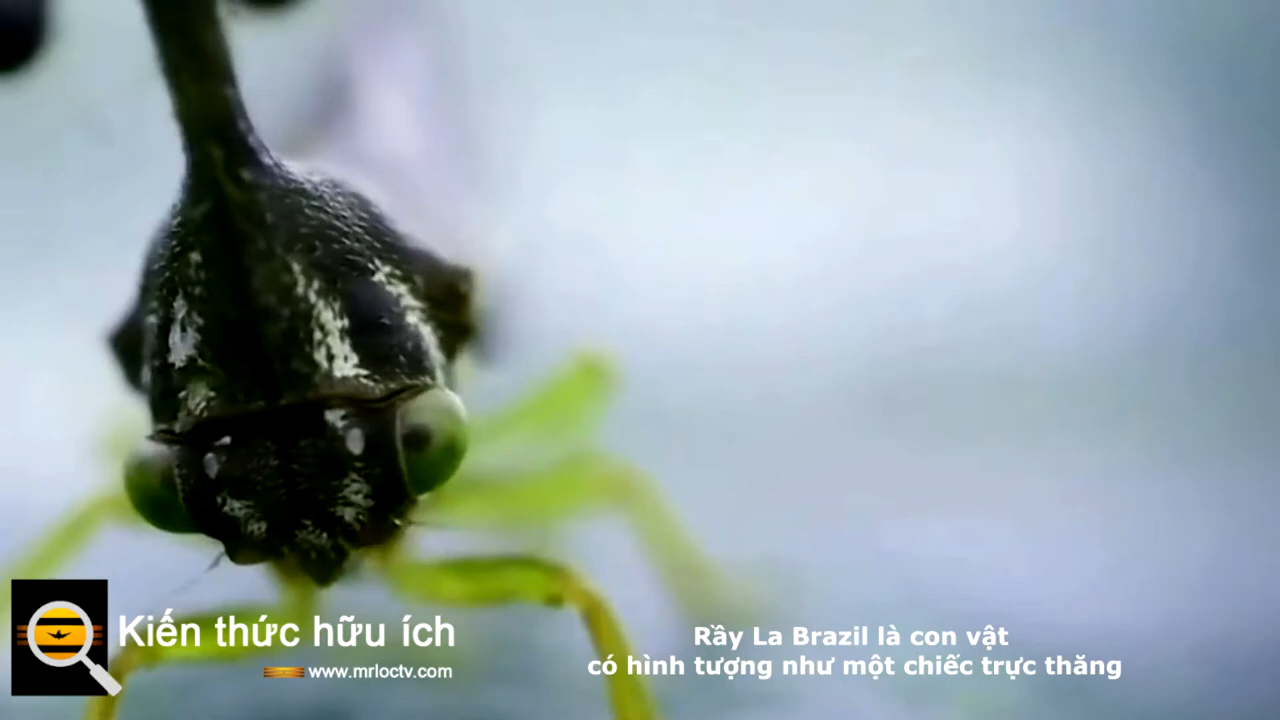 Kiến thức hữu ích
www.mrloctv.com
Rầy La Brazil là con vật
có hình tượng như một chiếc trực thăng